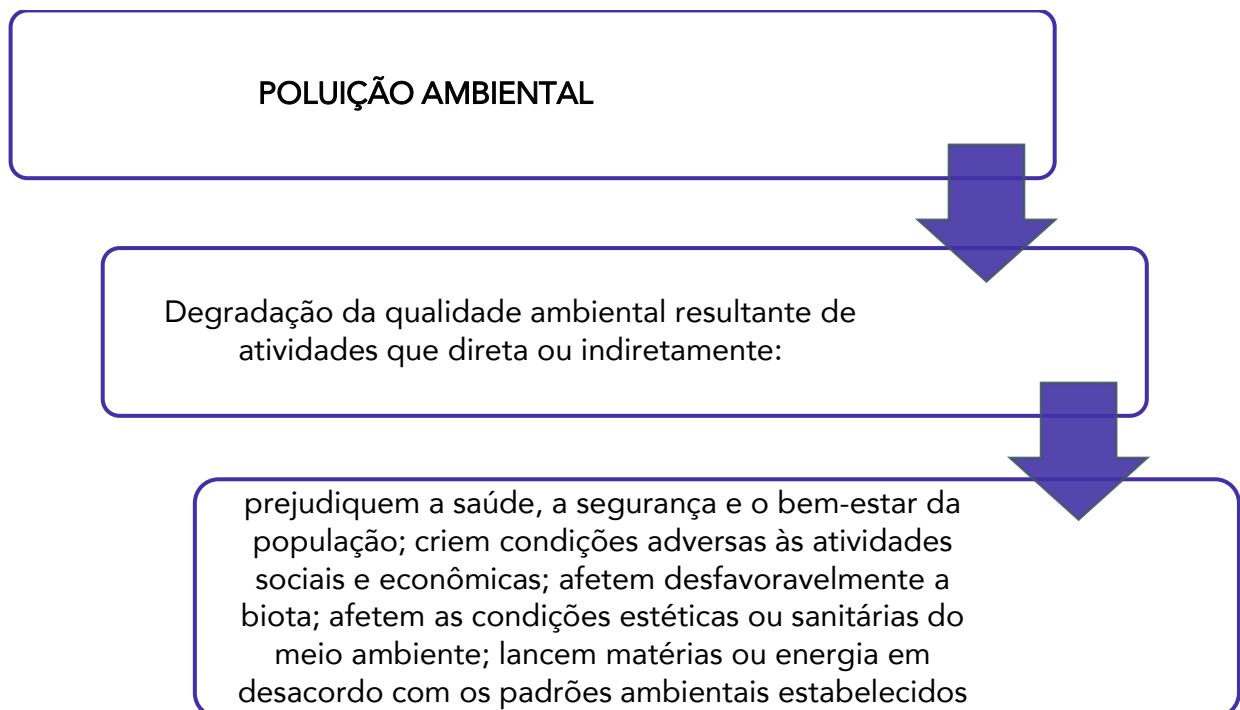 POLUIÇÃO AMBIENTAL
Degradação da qualidade ambiental resultante de
atividades que direta ou indiretamente:
prejudiquem a saúde, a segurança e o bem-estar da
população; criem condições adversas às atividades
sociais e econômicas; afetem desfavoravelmente a
biota; afetem as condições estéticas ou sanitárias do
meio ambiente; lancem matérias ou energia em
desacordo com os padrões ambientais estabelecidos